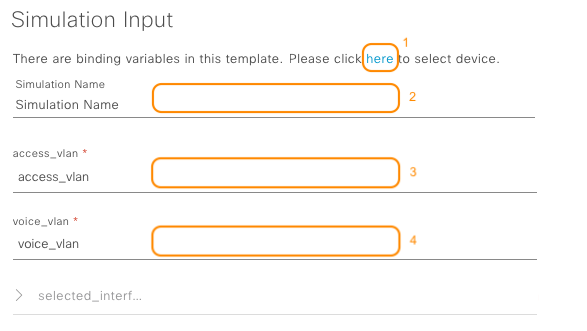 Simulation Input
1
There are binding variables in this template. Please click here to select device.
Simulation Name
Simulation Name
2
access_vlan *
access_vlan
3
voice_vlan *
voice_vlan
4
selected_interf...